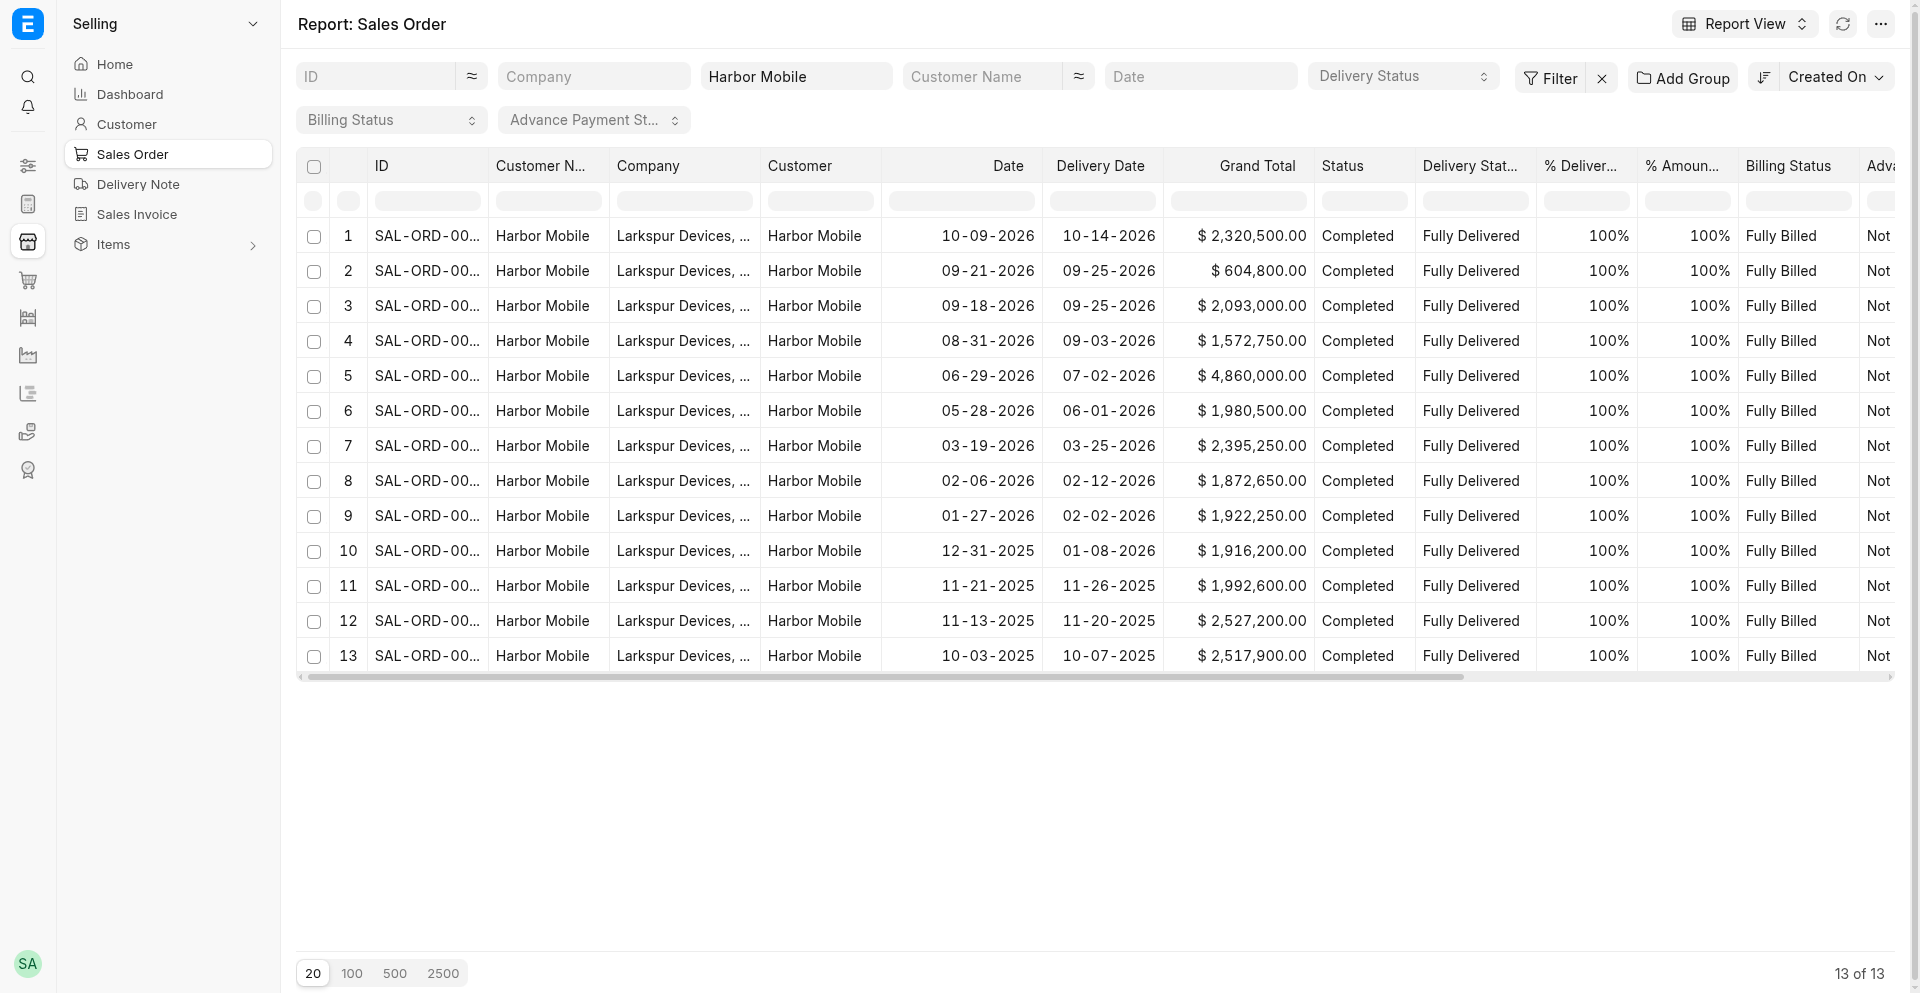 Selling
Report: Sales Order
Report View
Home
Dashboard
Customer
Sales Order
Delivery Note
Sales Invoice
Items
ID ≈ Company Harbor Mobile Customer Name ≈ Date Delivery Status Filter Add Group Created On
Billing Status Advance Payment St...
ID Customer N... Company Customer Date Delivery Date Grand Total Status Delivery Stat... % Deliver... % Amoun... Billing Status Adva
1 SAL-ORD-00... Harbor Mobile Larkspur Devices, ... Harbor Mobile 10-09-2026 10-14-2026 $ 2,320,500.00 Completed Fully Delivered 100% 100% Fully Billed Not
2 SAL-ORD-00... Harbor Mobile Larkspur Devices, ... Harbor Mobile 09-21-2026 09-25-2026 $ 604,800.00 Completed Fully Delivered 100% 100% Fully Billed Not
3 SAL-ORD-00... Harbor Mobile Larkspur Devices, ... Harbor Mobile 09-18-2026 09-25-2026 $ 2,093,000.00 Completed Fully Delivered 100% 100% Fully Billed Not
4 SAL-ORD-00... Harbor Mobile Larkspur Devices, ... Harbor Mobile 08-31-2026 09-03-2026 $ 1,572,750.00 Completed Fully Delivered 100% 100% Fully Billed Not
5 SAL-ORD-00... Harbor Mobile Larkspur Devices, ... Harbor Mobile 06-29-2026 07-02-2026 $ 4,860,000.00 Completed Fully Delivered 100% 100% Fully Billed Not
6 SAL-ORD-00... Harbor Mobile Larkspur Devices, ... Harbor Mobile 05-28-2026 06-01-2026 $ 1,980,500.00 Completed Fully Delivered 100% 100% Fully Billed Not
7 SAL-ORD-00... Harbor Mobile Larkspur Devices, ... Harbor Mobile 03-19-2026 03-25-2026 $ 2,395,250.00 Completed Fully Delivered 100% 100% Fully Billed Not
8 SAL-ORD-00... Harbor Mobile Larkspur Devices, ... Harbor Mobile 02-06-2026 02-12-2026 $ 1,872,650.00 Completed Fully Delivered 100% 100% Fully Billed Not
9 SAL-ORD-00... Harbor Mobile Larkspur Devices, ... Harbor Mobile 01-27-2026 02-02-2026 $ 1,922,250.00 Completed Fully Delivered 100% 100% Fully Billed Not
10 SAL-ORD-00... Harbor Mobile Larkspur Devices, ... Harbor Mobile 12-31-2025 01-08-2026 $ 1,916,200.00 Completed Fully Delivered 100% 100% Fully Billed Not
11 SAL-ORD-00... Harbor Mobile Larkspur Devices, ... Harbor Mobile 11-21-2025 11-26-2025 $ 1,992,600.00 Completed Fully Delivered 100% 100% Fully Billed Not
12 SAL-ORD-00... Harbor Mobile Larkspur Devices, ... Harbor Mobile 11-13-2025 11-20-2025 $ 2,527,200.00 Completed Fully Delivered 100% 100% Fully Billed Not
13 SAL-ORD-00... Harbor Mobile Larkspur Devices, ... Harbor Mobile 10-03-2025 10-07-2025 $ 2,517,900.00 Completed Fully Delivered 100% 100% Fully Billed Not
SA
20 100 500 2500
13 of 13